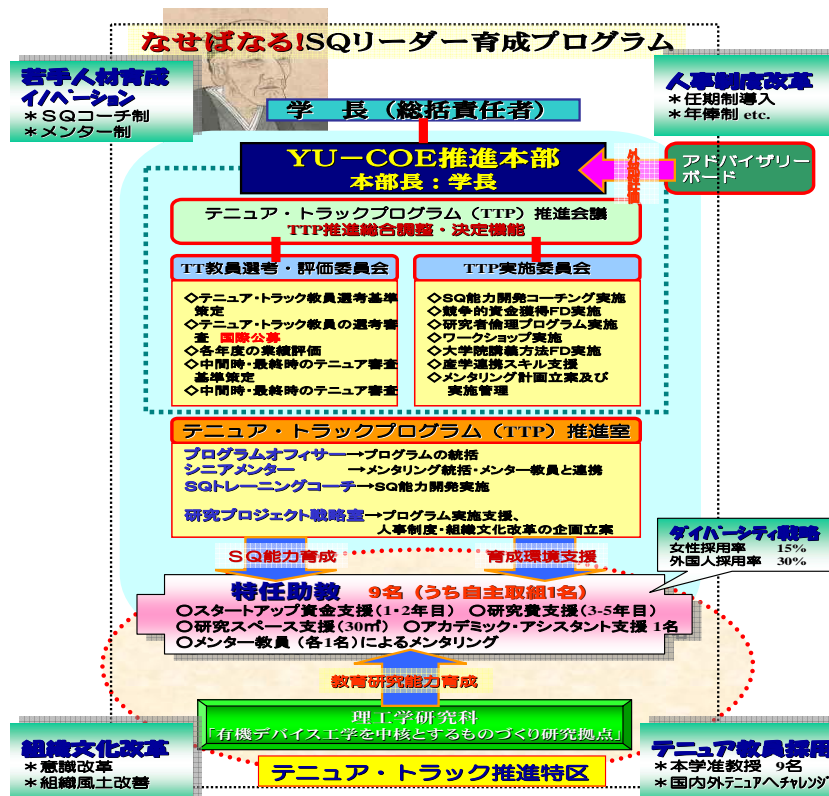 なせばなる!SQリーダー育成プログラム
若手人材育成
イノベーション
＊SQコーチ制
＊メンター制
人事制度改革
＊任期制導入
＊年俸制 etc.
学　長（総括責任者）
YU－COE推進本部
本部長：学長
外部評価
アドバイザリー
ボード
テニュア・トラックプログラム（TTP）推進会議
TTP推進総合調整・決定機能
TT教員選考・評価委員会
◇テニュア・トラック教員選考基準
策定
◇テニュア・トラック教員の選考審
査　国際公募
◇各年度の業績評価
◇中間時・最終時のテニュア審査
基準策定
◇中間時・最終時のテニュア審査
TTP実施委員会
◇SQ能力開発コーチング実施
◇競争的資金獲得FD実施
◇研究者倫理プログラム実施
◇ワークショップ実施
◇大学院講義方法FD実施
◇産学連携スキル支援
◇メンタリング計画立案及び
実施管理
テニュア・トラックプログラム（TTP）推進室
プログラムオフィサー→プログラムの統括
シニアメンター　→メンタリング統括・メンター教員と連携
SQトレーニングコーチ→SQ能力開発実施
研究プロジェクト戦略室→プログラム実施支援、
人事制度・組織文化改革の企画立案
ダイバーシティ戦略
女性採用率　15%
外国人採用率　30%
SQ能力育成
育成環境支援
特任助教　9名（うち自主取組1名）
○スタートアップ資金支援（1・2年目）　○研究費支援（3-5年目）
○研究スペース支援（30㎡）　○アカデミック・アシスタント支援 1名
○メンター教員（各1名）によるメンタリング
教育研究能力育成
理工学研究科
「有機デバイス工学を中核とするものづくり研究拠点」
組織文化改革
＊意識改革
＊組織風土改善
テニュア・トラック推進特区
テニュア教員採用
＊本学准教授　9名
＊国内外テニュアへチャレンジ